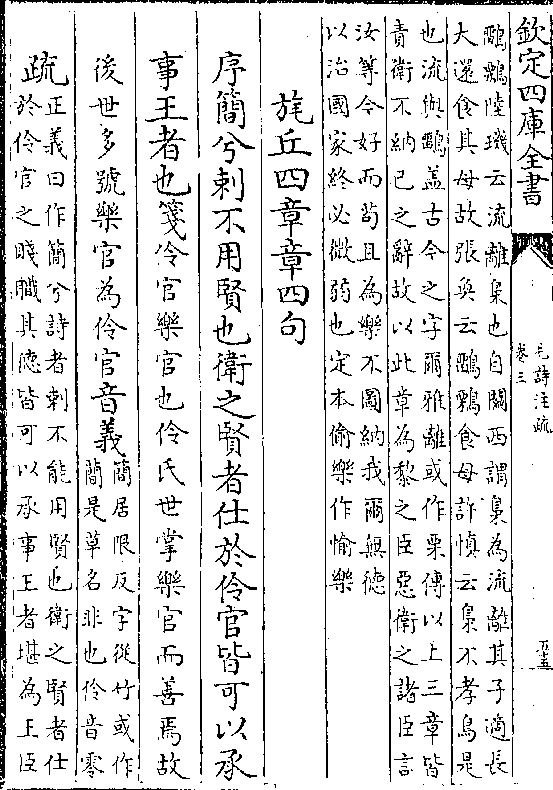 欽定四庫全書
毛詩注疏
卷三
五十五
鶹鷅陸璣云流離梟也自關西謂梟為流離其子適長
大還食其母故張奐云鶹鷅食母許慎云梟不孝鳥是
也流與鶹盖古今之字爾雅離或作栗傳以上三章皆
責衛不納已之辭故以此章為黎之臣惡衛之諸臣言
汝等今好而苟且為樂不圖納我爾無德
以治國家終必微弱也定本偷樂作愉樂
旄丘四章章四句
序簡兮刺不用賢也衛之賢者仕於伶官皆可以承
事王者也箋伶官樂官也伶氏世掌樂官而善焉故
後世多號樂官為伶官音義
簡居限反字從竹或作
蕳是草名非也伶音零
疏
正義曰作簡兮詩者刺不能用賢也衛之賢者仕
於伶官之賤職其德皆可以承事王者堪為王臣